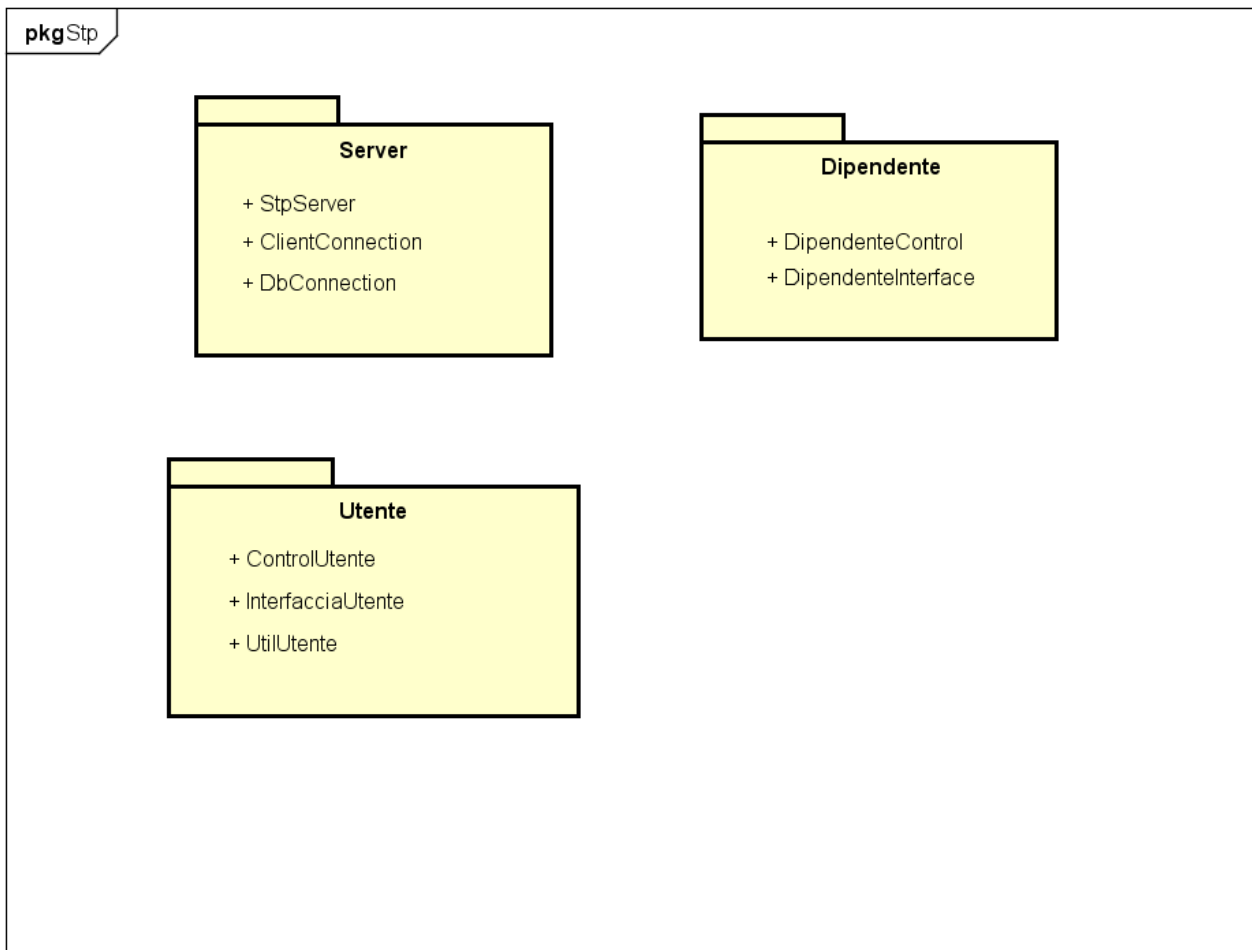 pkgStp
Server
+ StpServer
+ ClientConnection
+ DbConnection
Dipendente
+ DipendenteControl
+ DipendenteInterface
Utente
+ ControlUtente
+ InterfacciaUtente
+ UtilUtente